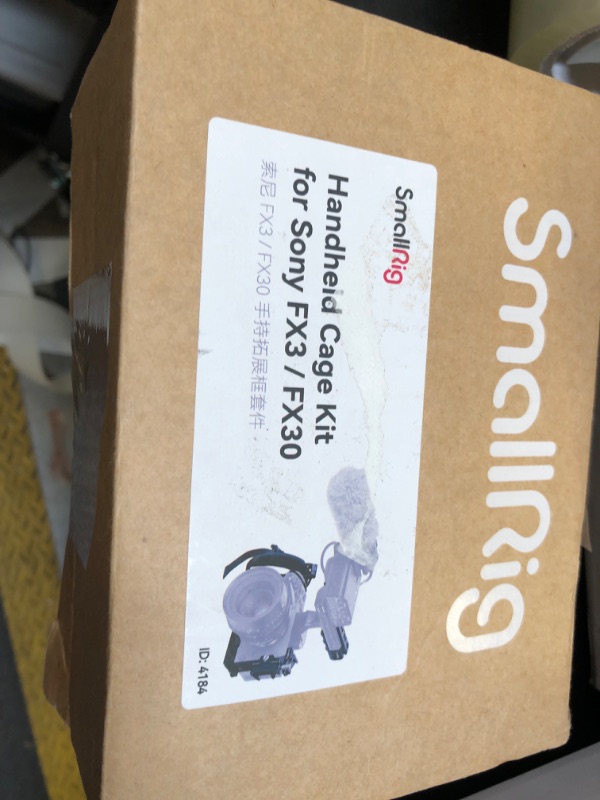 SmallRig
SmallRig
Handheld Cage Kit
for Sony FX3 / FX30
索尼 FX3 / FX30 手持拓展框套件
ID: 4184